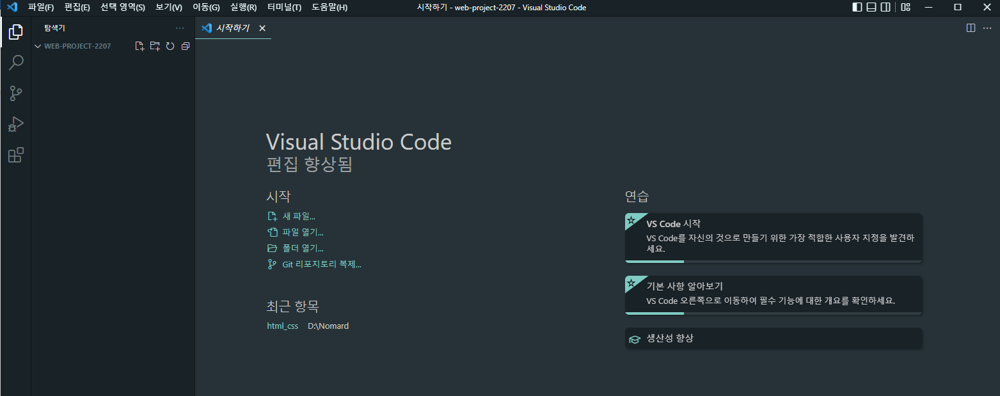 파일(F) 편집(E) 선택 영역(S) 보기(V) 이동(G) 실행(R) 터미널(T) 도움말(H) 시작하기 - web-project-2207 - Visual Studio Code
탐색기
시작하기
WEB-PROJECT-2207
Visual Studio Code
편집 향상됨
시작
새 파일...
파일 열기...
폴더 열기...
Git 리포지토리 복제...
최근 항목
html_css D:\Nomard
연습
VS Code 시작
VS Code를 자신의 것으로 만들기 위한 가장 적합한 사용자 지정을 발견하
세요.
기본 사항 알아보기
VS Code 오른쪽으로 이동하여 필수 기능에 대한 개요를 확인하세요.
생산성 향상